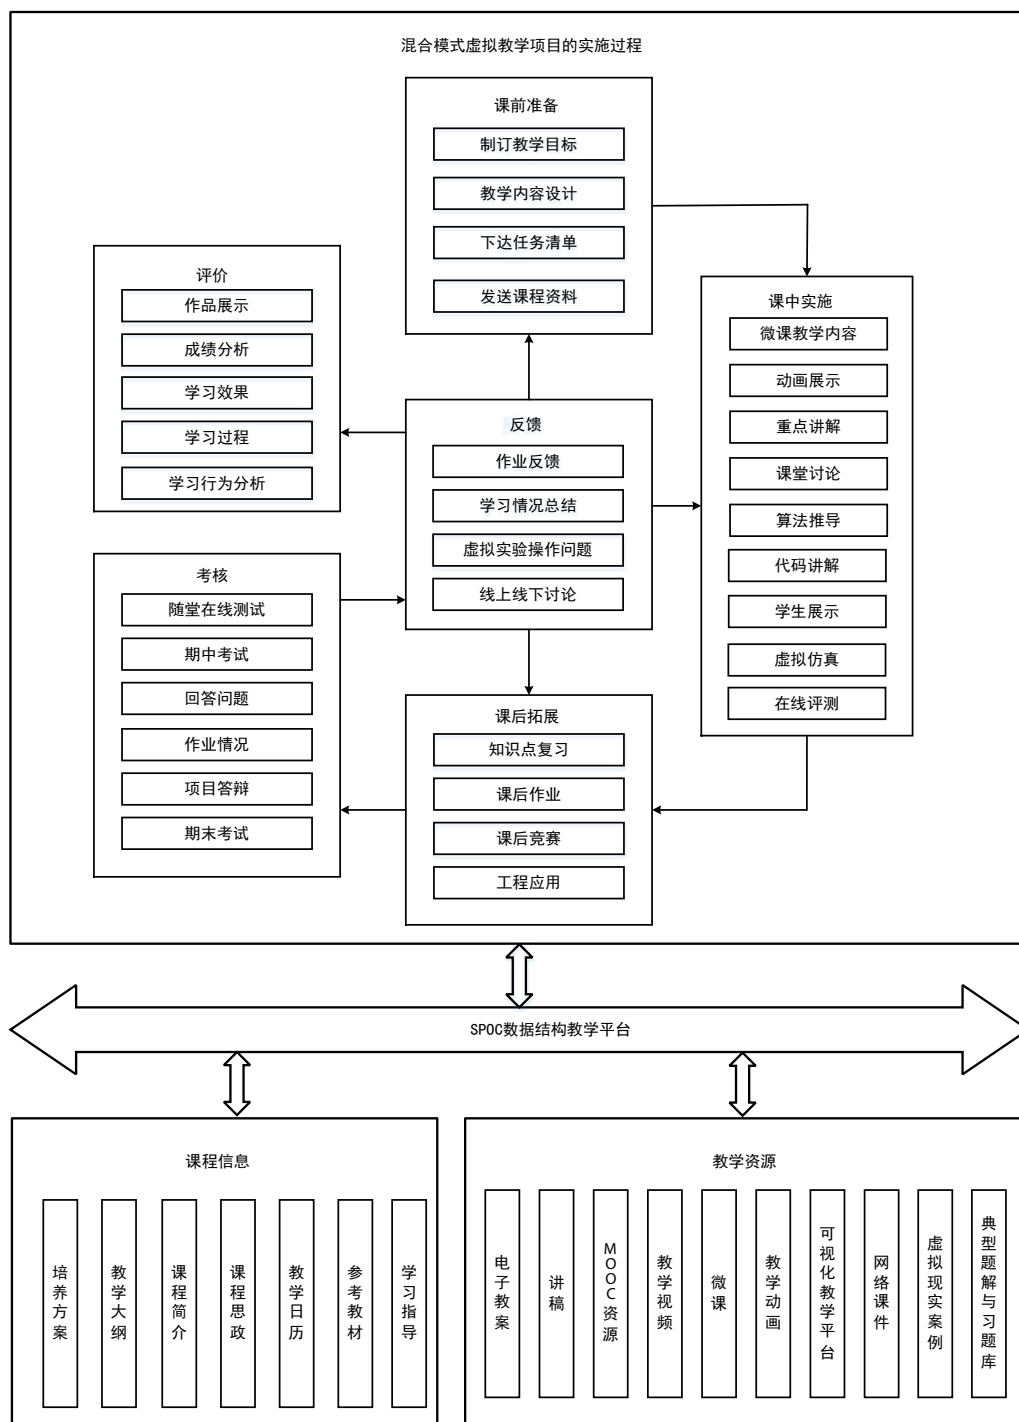 混合模式虚拟教学项目的实施过程
课前准备
制订教学目标
教学内容设计
下达任务清单
发送课程资料
评价
作品展示
成绩分析
学习效果
学习过程
学习行为分析
反馈
作业反馈
学习情况总结
虚拟实验操作问题
线上线下讨论
课中实施
微课教学内容
动画展示
重点讲解
课堂讨论
算法推导
代码讲解
学生展示
虚拟仿真
在线评测
考核
随堂在线测试
期中考试
回答问题
作业情况
项目答辩
期末考试
课后拓展
知识点复习
课后作业
课后竞赛
工程应用
SPOC数据结构教学平台
课程信息
培养方案
教学大纲
课程简介
课程思政
教学日历
参考教材
学习指导
教学资源
电子教案
讲稿
MOOC资源
教学视频
微课
教学动画
可视化教学平台
网络课件
虚拟现实案例
典型题解与习题库